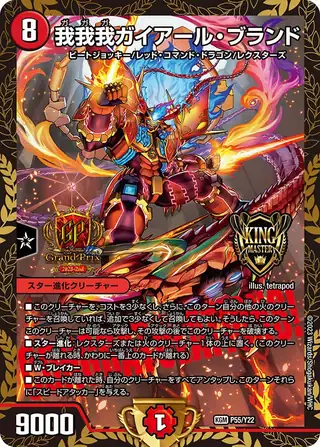 8
ガ ガ ガ
我我我ガイアール・ブランド
ビートジョッキー/レッド・コマンド・ドラゴン/レクスターズ
GP
Grand Prix
2023-2nd
KING
MASTER
illus. tetrapod
スター進化クリーチャー
■このクリーチャーを、コストを3少なくし、さらに、このターン自分の他の火のクリーチャーを召喚していれば、追加で3少なくして召喚してもよい。そうしたら、このターン
このクリーチャーは可能なら攻撃し、その攻撃の後でこのクリーチャーを破壊する。
■スター進化:レクスターズまたは火のクリーチャー1体の上に置く。(このクリーチャーが離れる時、かわりに一番上のカードが離れる)
■W・ブレイカー
■このカードが離れた時、自分のクリーチャーをすべてアンタップし、このターンそれらに「スピードアタッカー」を与える。
9000
1
KGM P55/Y22